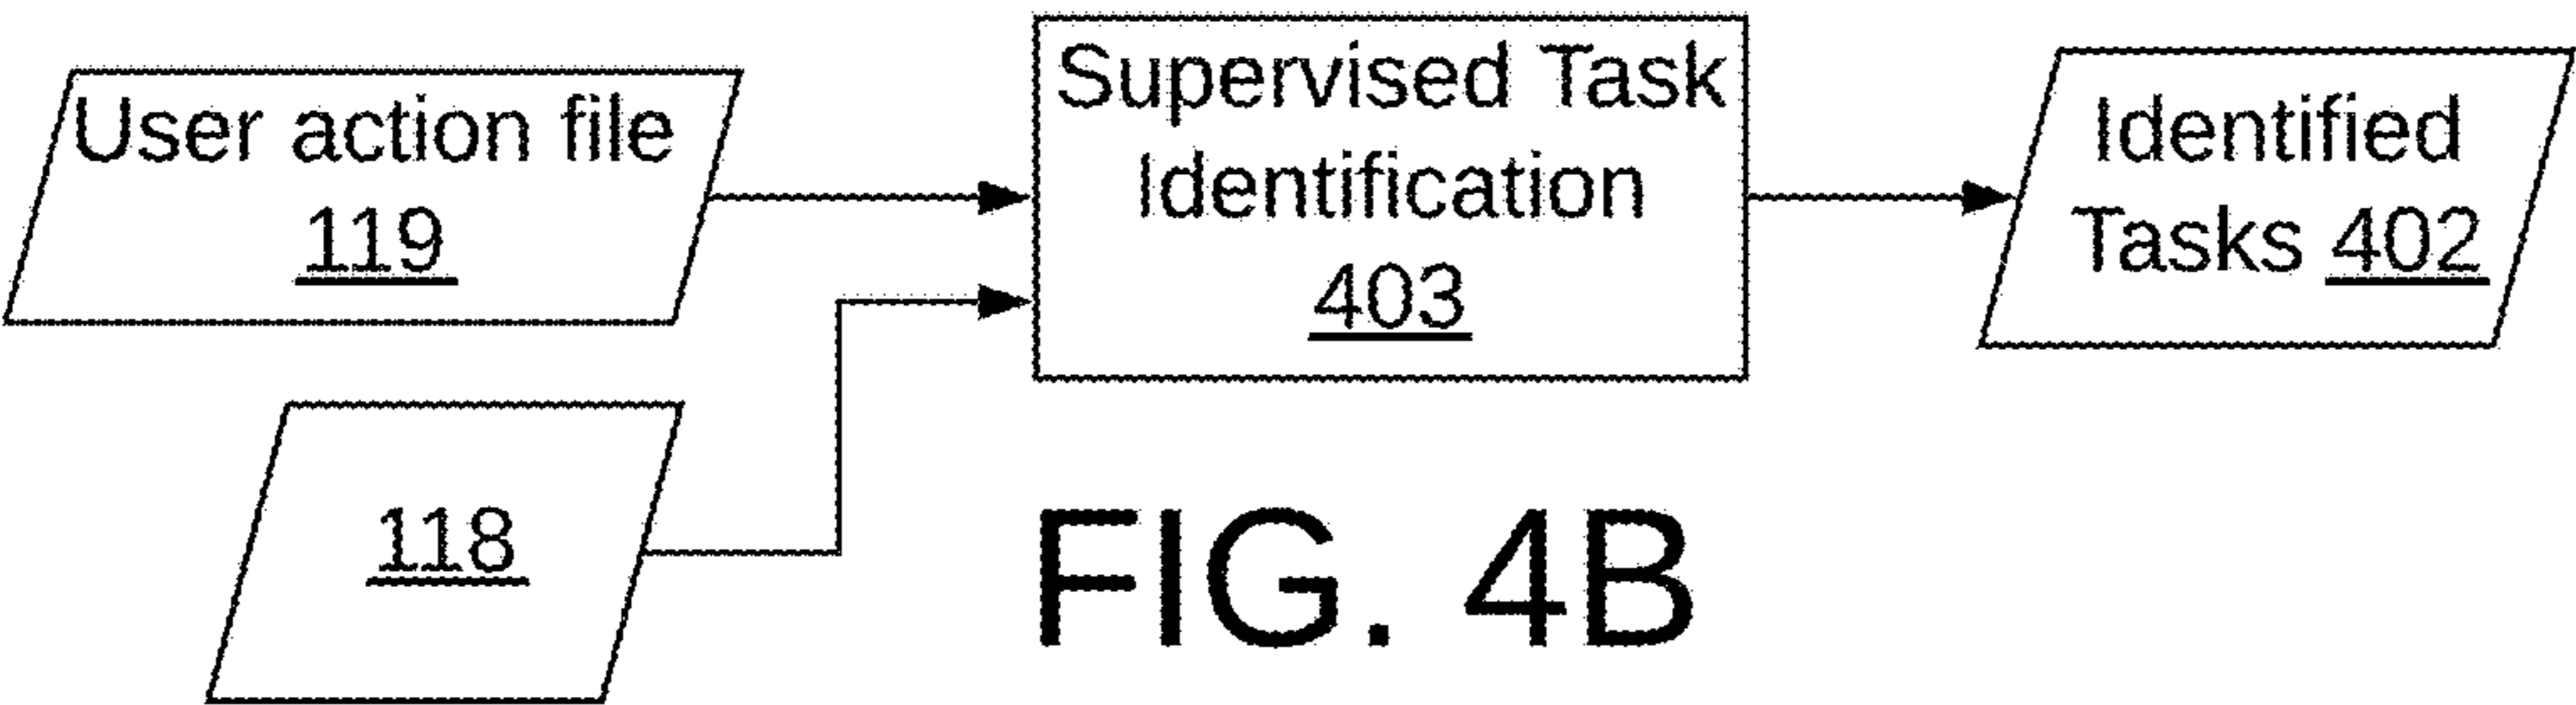 User action file
119
Supervised Task
Identification
403
Identified
Tasks 402
118
FIG. 4B